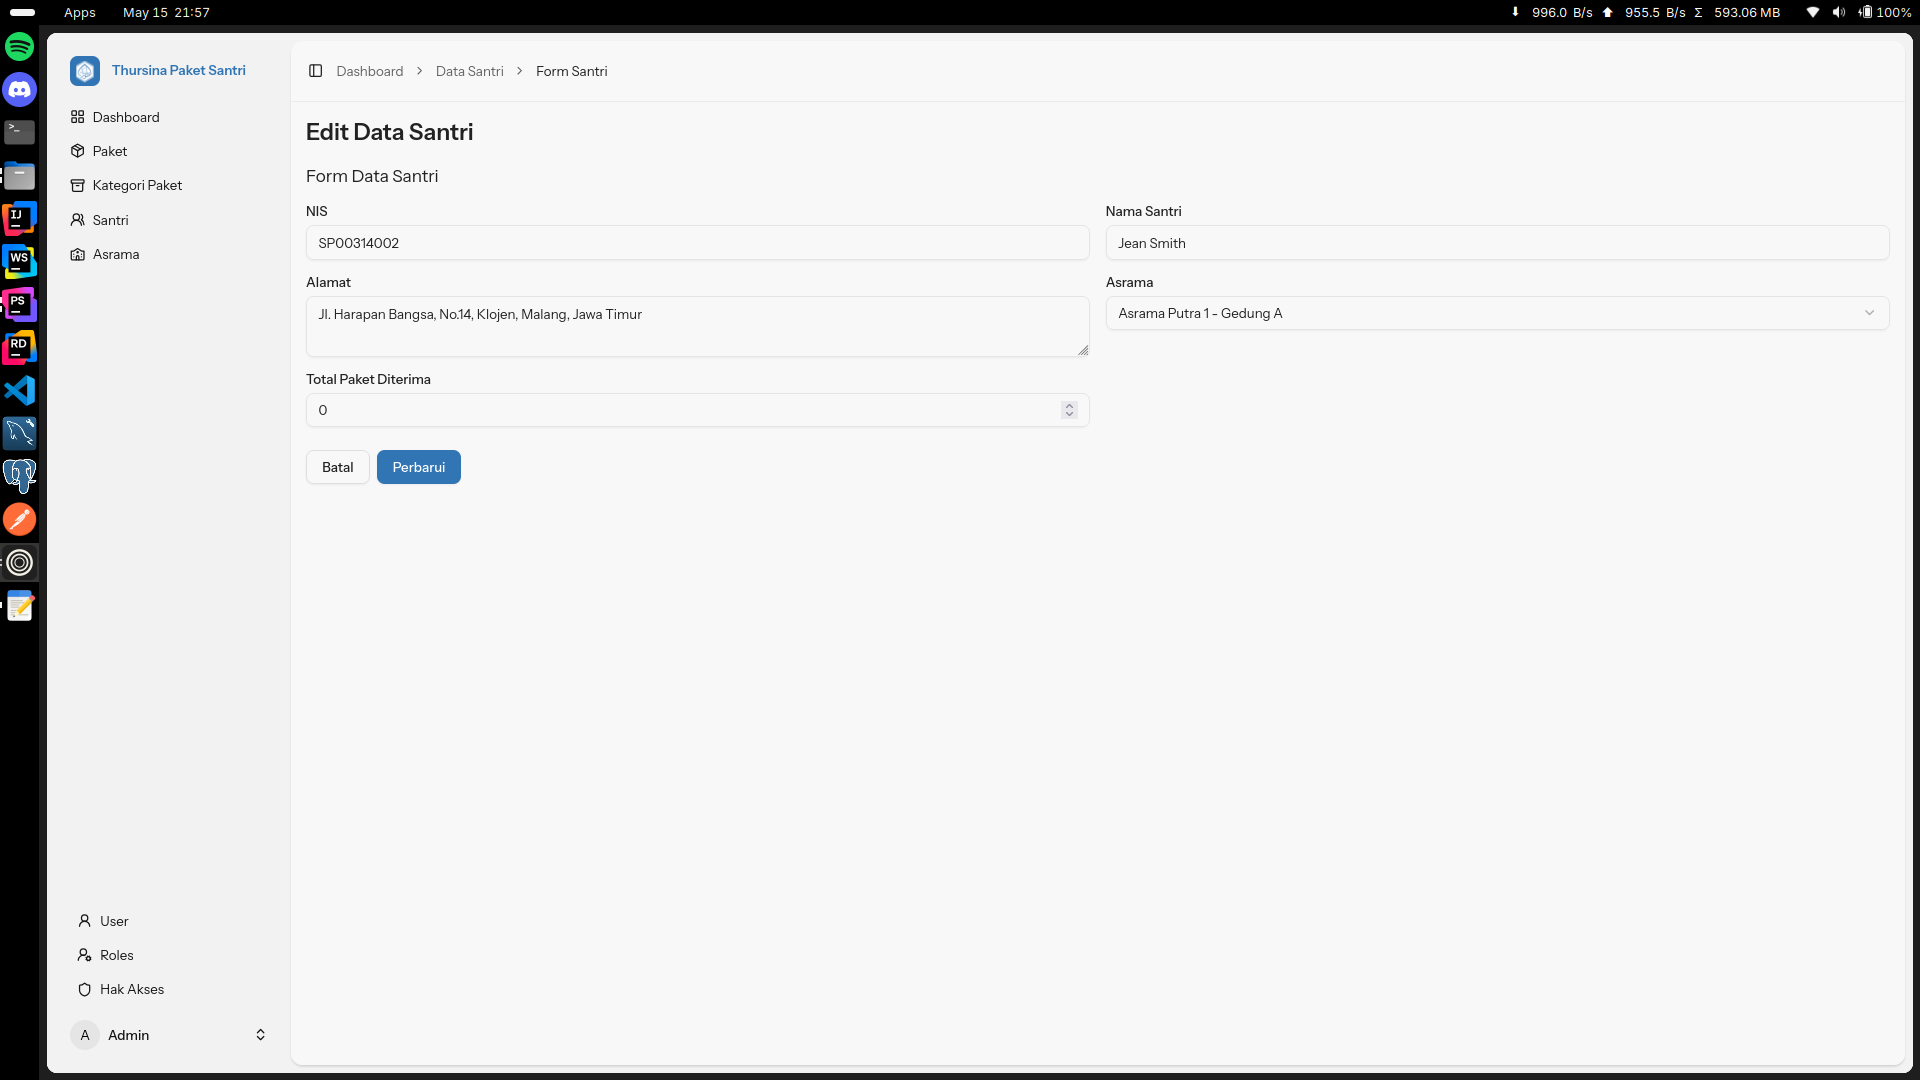 Apps May 15 21:57 996.0 B/s 955.5 B/s Σ 593.06 MB 100%
Thursina Paket Santri
Dashboard
Paket
Kategori Paket
Santri
Asrama
User
Roles
Hak Akses
A Admin
Dashboard > Data Santri > Form Santri
Edit Data Santri
Form Data Santri
NIS
SP00314002
Nama Santri
Jean Smith
Alamat
Jl. Harapan Bangsa, No.14, Klojen, Malang, Jawa Timur
Asrama
Asrama Putra 1 - Gedung A
Total Paket Diterima
0
Batal Perbarui
>_
IJ
WS
PS
RD